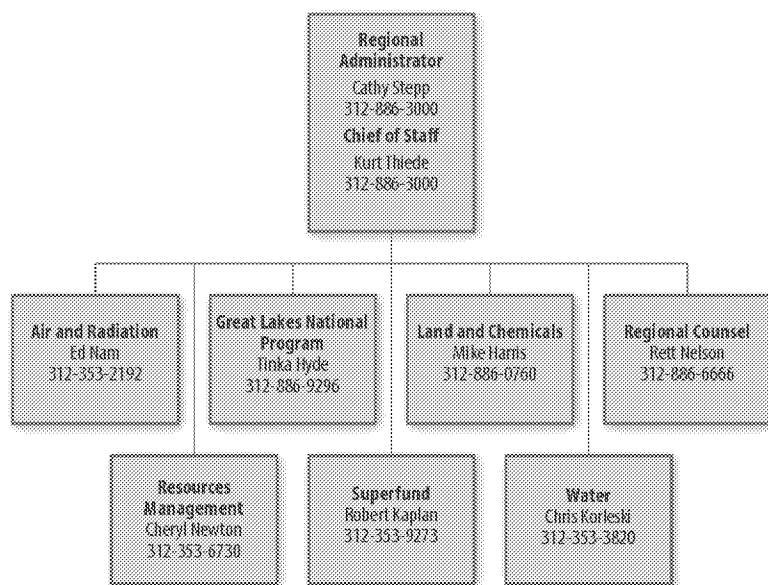 Regional
Administrator
Cathy Stepp
312-886-3000
Chief of Staff
Kurt Thiede
312-886-3000
Air and Radiation
Ed Nam
312-353-2192
Great Lakes National
Program
Tinka Hyde
312-886-9296
Land and Chemicals
Mike Harris
312-886-0760
Regional Counsel
Rett Nelson
312-886-6666
Resources
Management
Cheryl Newton
312-353-6730
Superfund
Robert Kaplan
312-353-9273
Water
Chris Korleski
312-353-3820